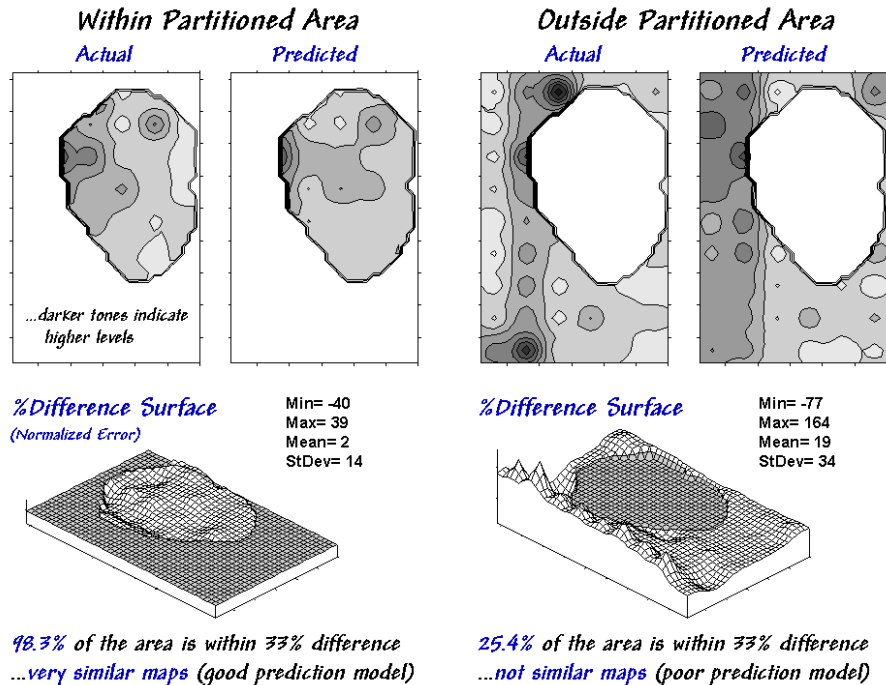 Within Partitioned Area
Actual
Predicted
...darker tones indicate
higher levels
%Difference Surface
(Normalized Error)
Min= -40
Max= 39
Mean= 2
StDev= 14
98.3% of the area is within 33% difference
...very similar maps (good prediction model)
Outside Partitioned Area
Actual
Predicted
%Difference Surface
Min= -77
Max= 164
Mean= 19
StDev= 34
25.4% of the area is within 33% difference
...not similar maps (poor prediction model)